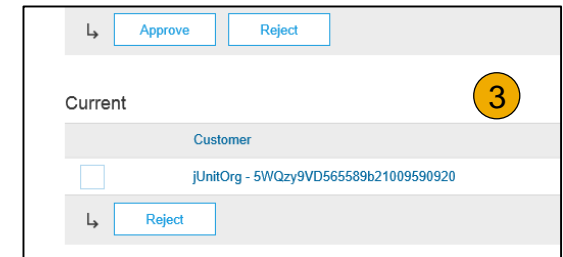 Approve Reject
Current
3
Customer
jUnitOrg - 5WQzy9VD565589b21009590920
Reject